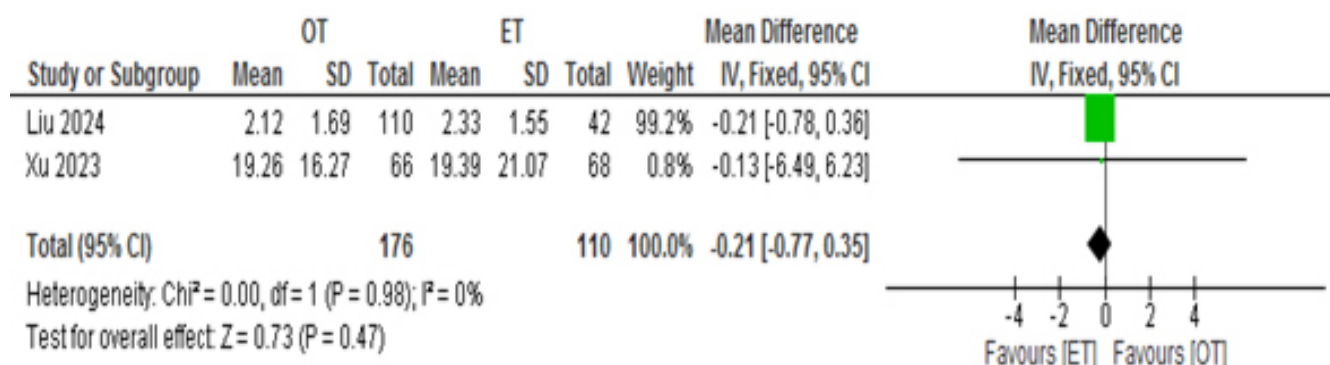 OT ET Mean Difference Mean Difference
Study or Subgroup Mean SD Total Mean SD Total Weight IV, Fixed, 95% CI IV, Fixed, 95% CI
Liu 2024 2.12 1.69 110 2.33 1.55 42 99.2% -0.21 [-0.78, 0.36]
Xu 2023 19.26 16.27 66 19.39 21.07 68 0.8% -0.13 [-6.49, 6.23]
Total (95% CI) 176 110 100.0% -0.21 [-0.77, 0.35]
Heterogeneity: Chi² = 0.00, df = 1 (P = 0.98); I² = 0%
Test for overall effect: Z = 0.73 (P = 0.47)
-4 -2 0 2 4
Favours [ET] Favours [OT]